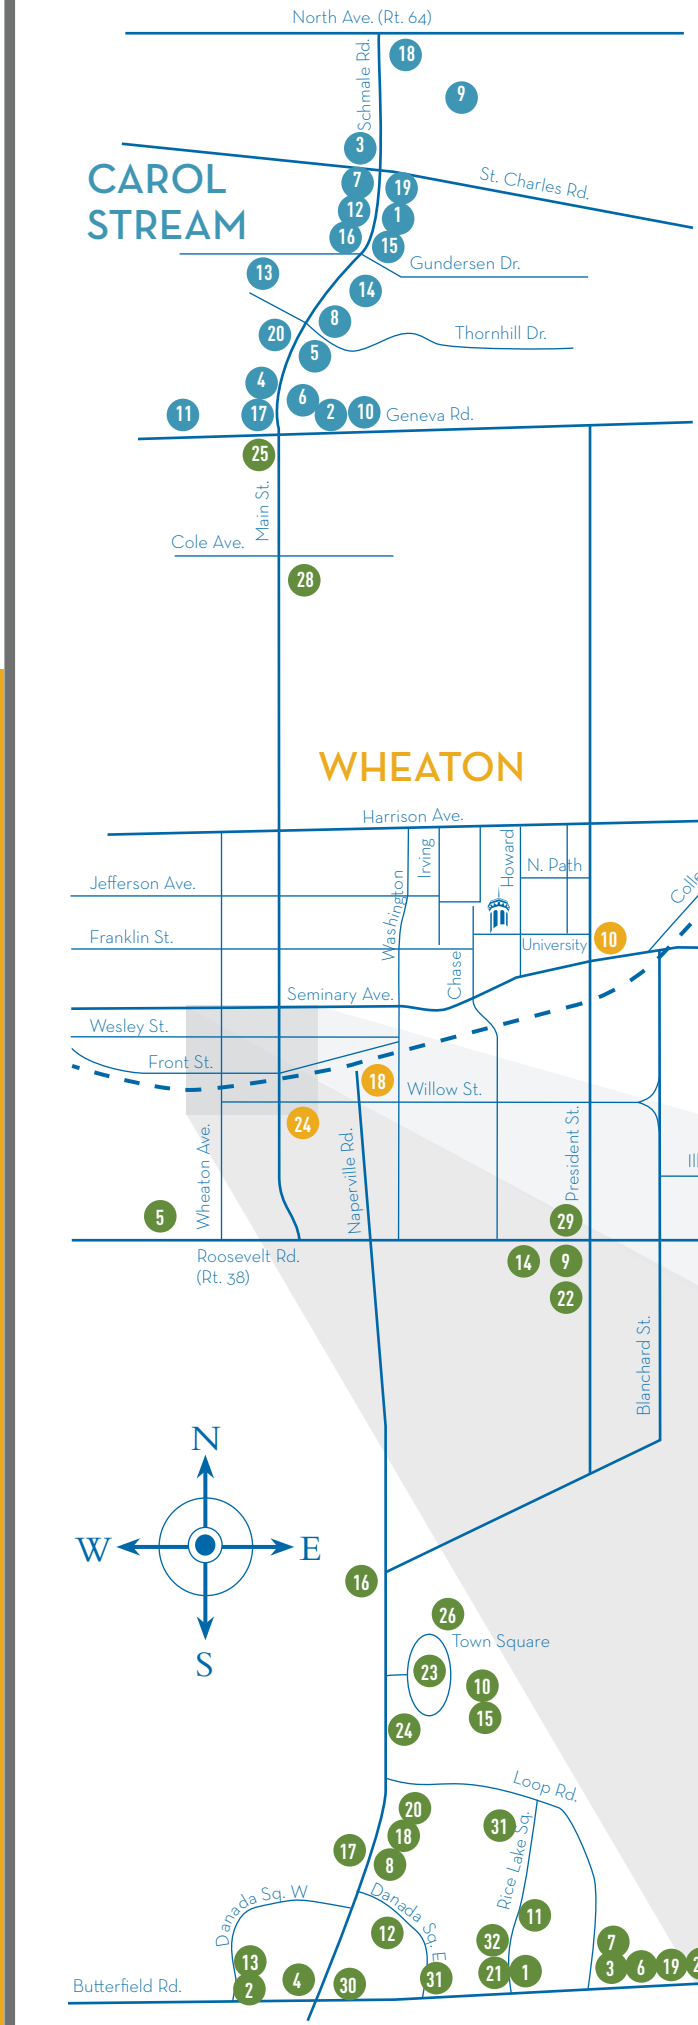 North Ave. (Rt. 64)
Schmale Rd.
18
9
3
CAROL
STREAM
St. Charles Rd.
7
19
12
1
16
15
Gundersen Dr.
13
14
8
Thornhill Dr.
20
5
4
6
11
17
2
10
Geneva Rd.
25
Main St.
Cole Ave.
28
WHEATON
Harrison Ave.
Irving
Howard
N. Path
Jefferson Ave.
Washington
Franklin St.
Chase
University
10
Seminary Ave.
Wesley St.
Front St.
18
Willow St.
24
Wheaton Ave.
Naperville Rd.
President St.
5
29
Roosevelt Rd.
(Rt. 38)
14
9
22
Blanchard St.
N
W
E
S
16
26
Town Square
23
10
15
24
Loop Rd.
20
31
18
Rice Lake Sq.
17
8
Danada Sq. W
Danada Sq. E
11
12
32
7
13
4
30
31
21
1
3
6
19
2
Butterfield Rd.